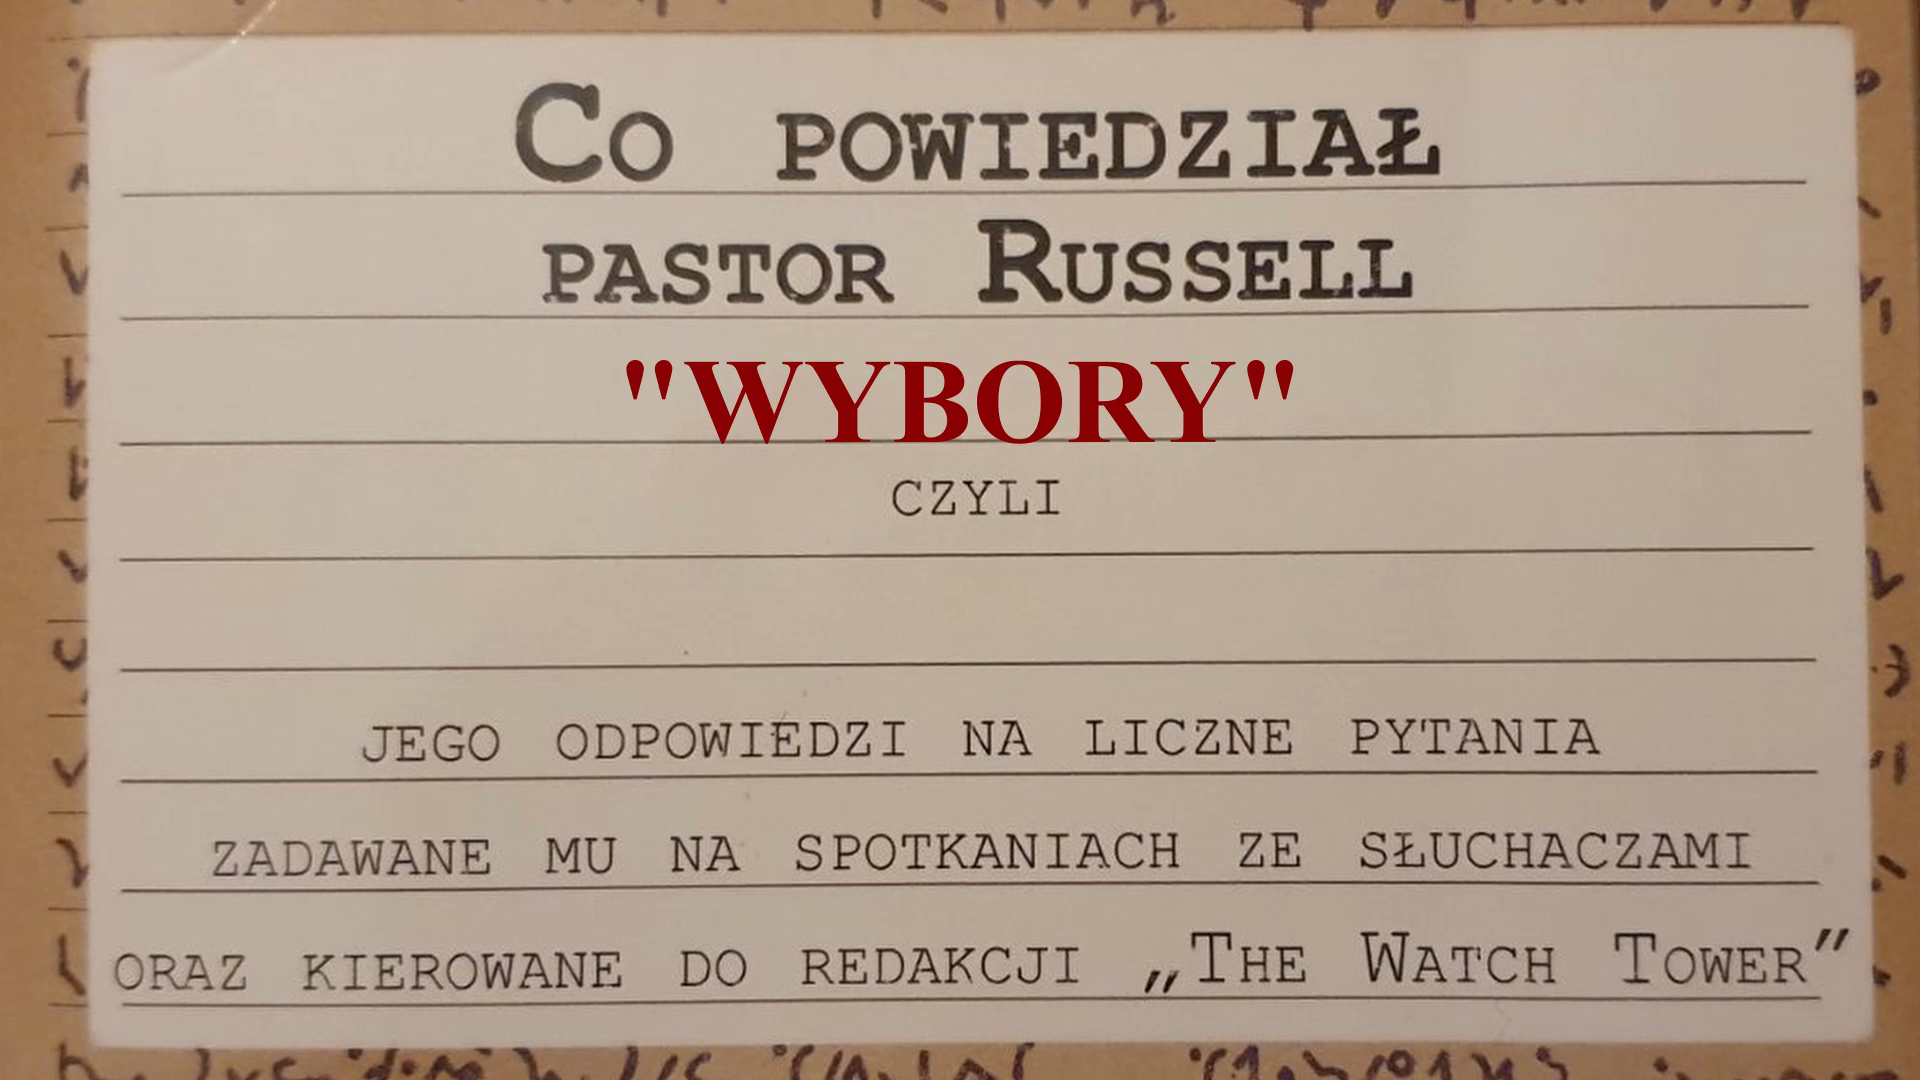 Co powiedział
pastor Russell
"WYBORY"
czyli
jego odpowiedzi na liczne pytania
zadawane mu na spotkaniach ze słuchaczami
oraz kierowane do redakcji „The Watch Tower”